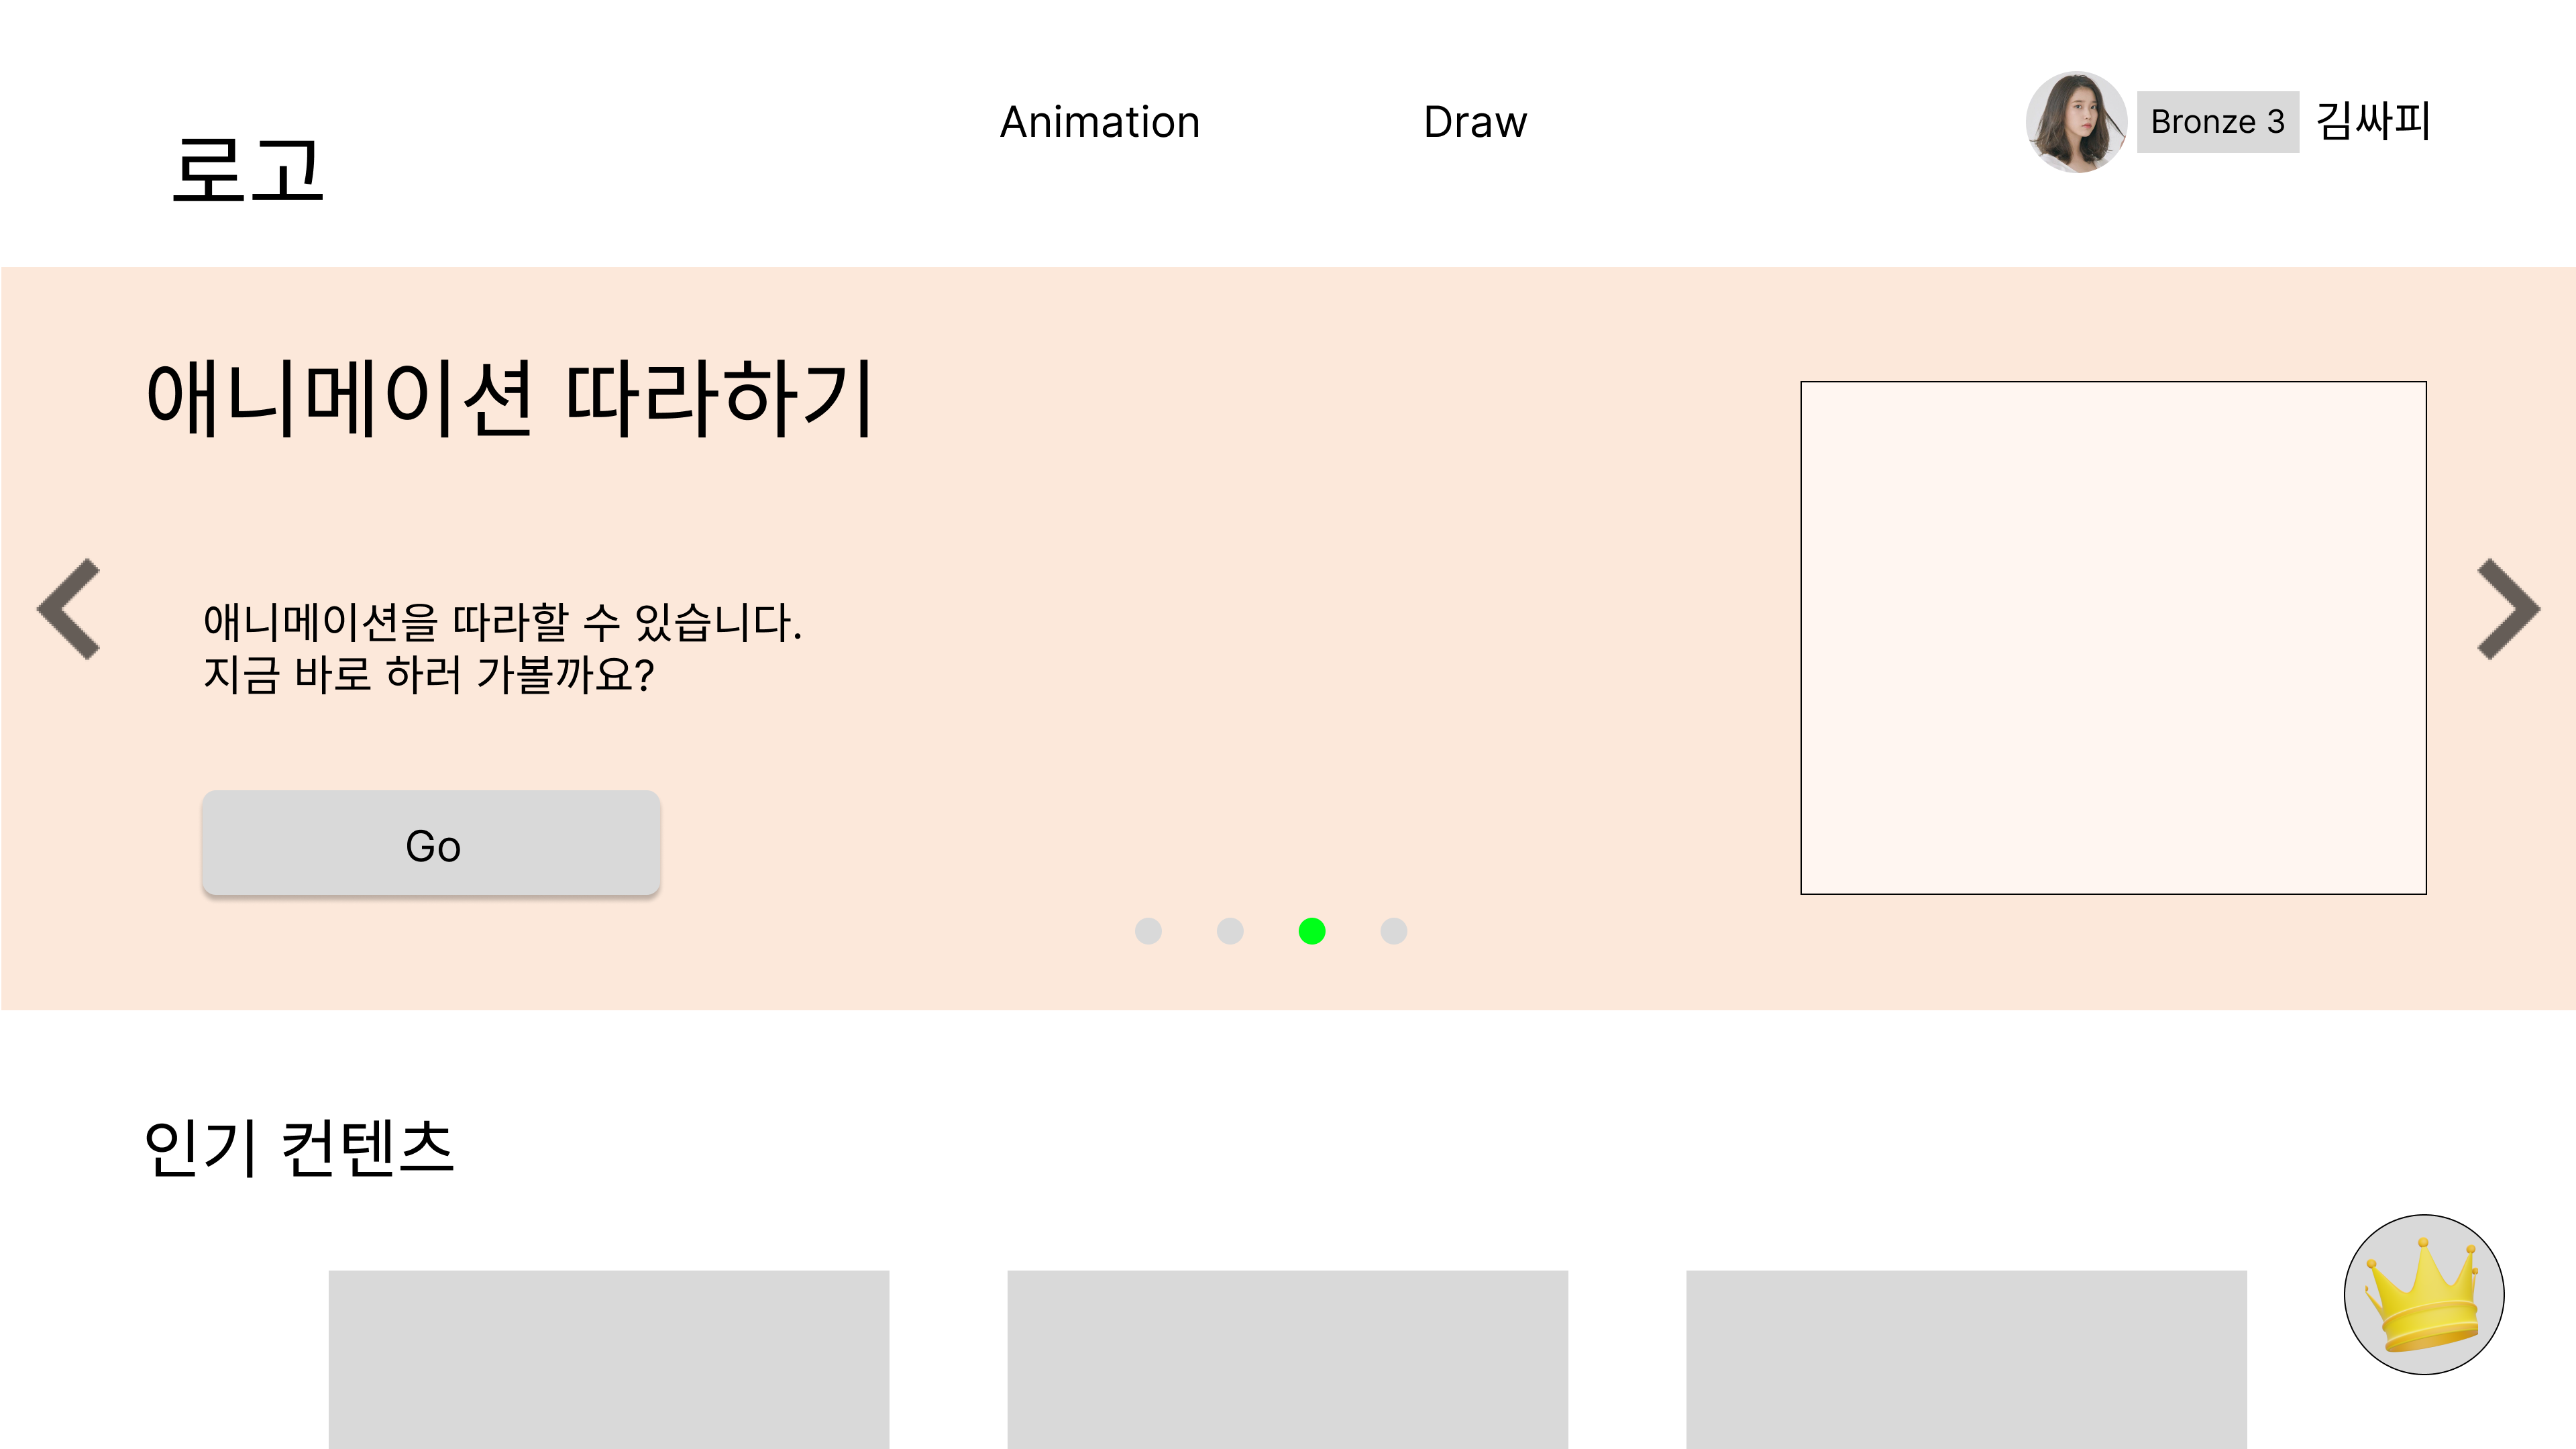 로고
Animation
Draw
Bronze 3
김싸피
애니메이션 따라하기
애니메이션을 따라할 수 있습니다.
지금 바로 하러 가볼까요?
Go
인기 컨텐츠